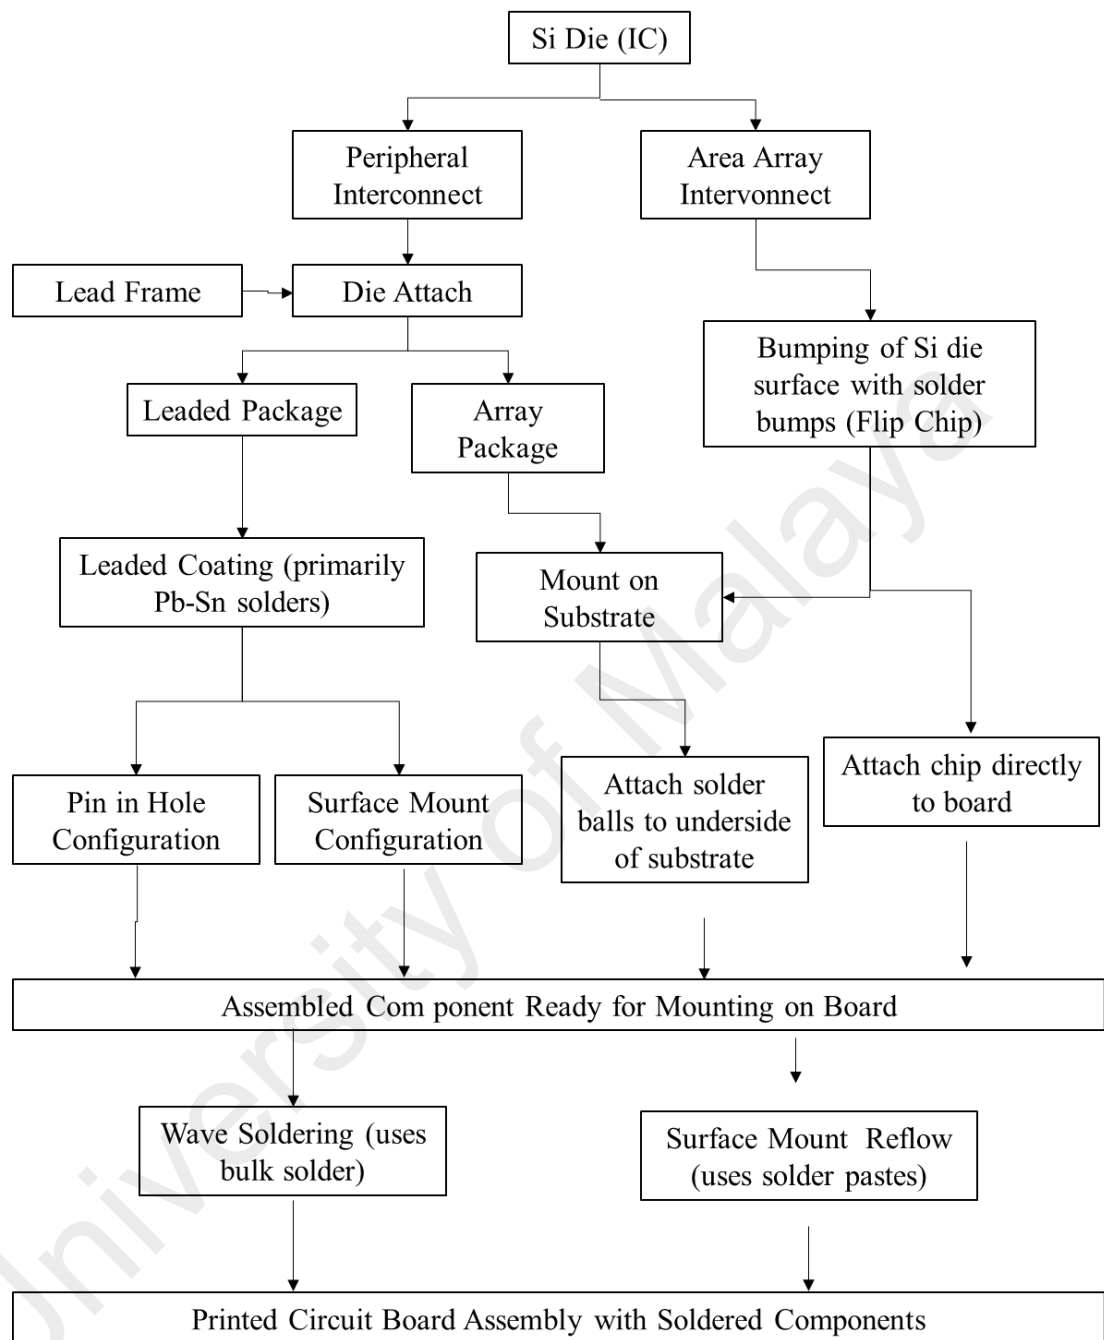 Si Die (IC)
Peripheral
Interconnect
Area Array
Intervonnect
Lead Frame
Die Attach
Bumping of Si die
surface with solder
bumps (Flip Chip)
Leaded Package
Array
Package
Leaded Coating (primarily
Pb-Sn solders)
Mount on
Substrate
Pin in Hole
Configuration
Surface Mount
Configuration
Attach solder
balls to underside
of substrate
Attach chip directly
to board
Assembled Com ponent Ready for Mounting on Board
Wave Soldering (uses
bulk solder)
Surface Mount Reflow
(uses solder pastes)
Printed Circuit Board Assembly with Soldered Components
University of Malaya